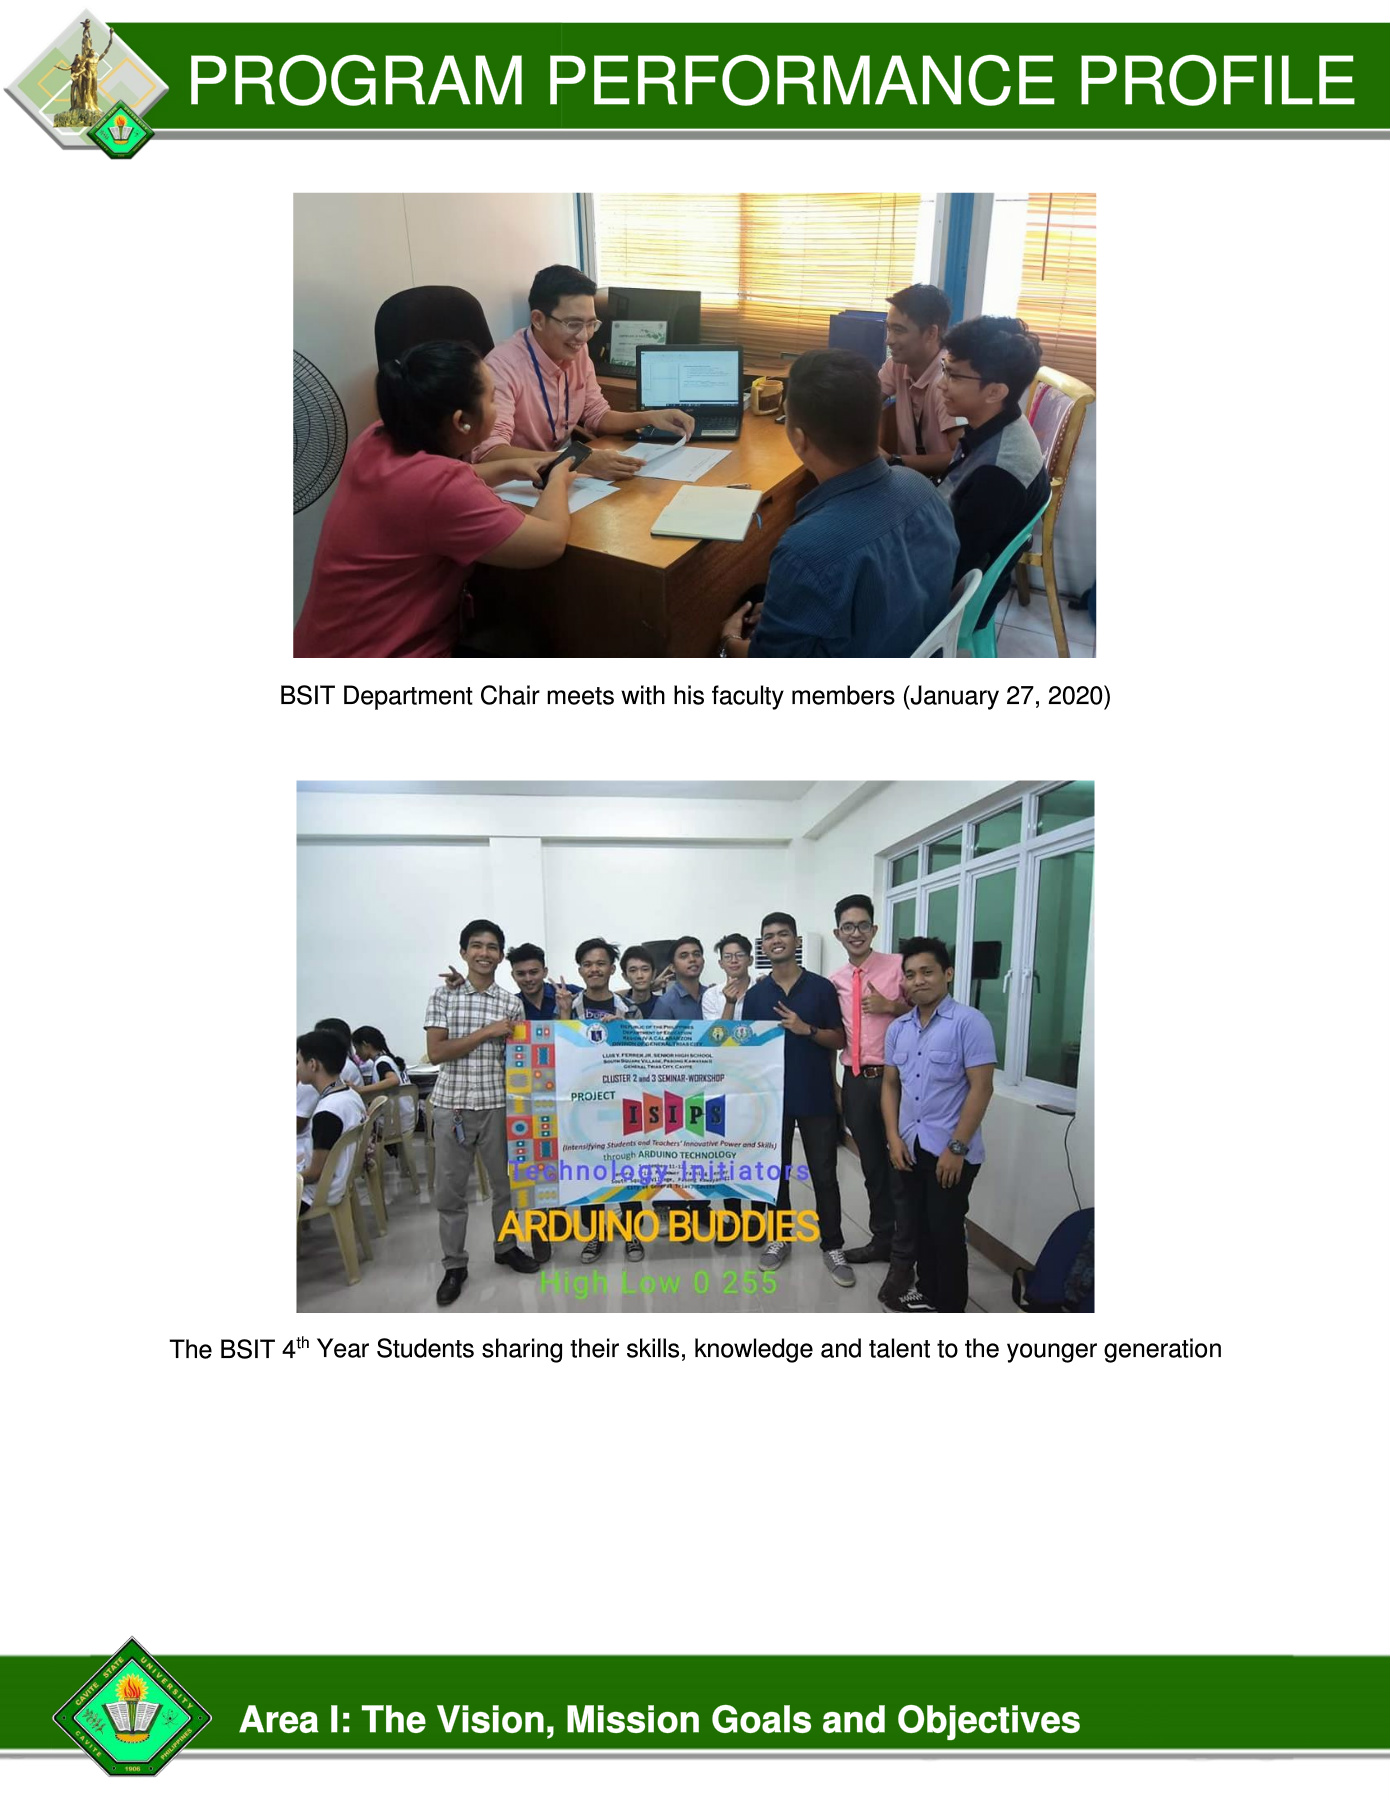 PROGRAM PERFORMANCE PROFILE
BSIT Department Chair meets with his faculty members (January 27, 2020)
REPUBLIC OF THE PHILIPPINES
DEPARTMENT OF EDUCATION
REGION IV-A CALABARZON
DIVISION OF GENERAL TRIAS CITY
LUIS Y. FERRER JR. SENIOR HIGH SCHOOL
SOUTH SQUARE VILLAGE, PASONG KAWAYAN II
GENERAL TRIAS CITY, CAVITE
CLUSTER 2 and 3 SEMINAR-WORKSHOP
PROJECT
ISIPS
(Intensifying Students and Teachers' Innovative Power and Skills)
through ARDUINO TECHNOLOGY
Technology Initiators
ARDUINO BUDDIES
High Low 0 255
The BSIT 4th Year Students sharing their skills, knowledge and talent to the younger generation
CAVITE STATE UNIVERSITY
CAVITE
PHILIPPINES
1906
Area I: The Vision, Mission Goals and Objectives